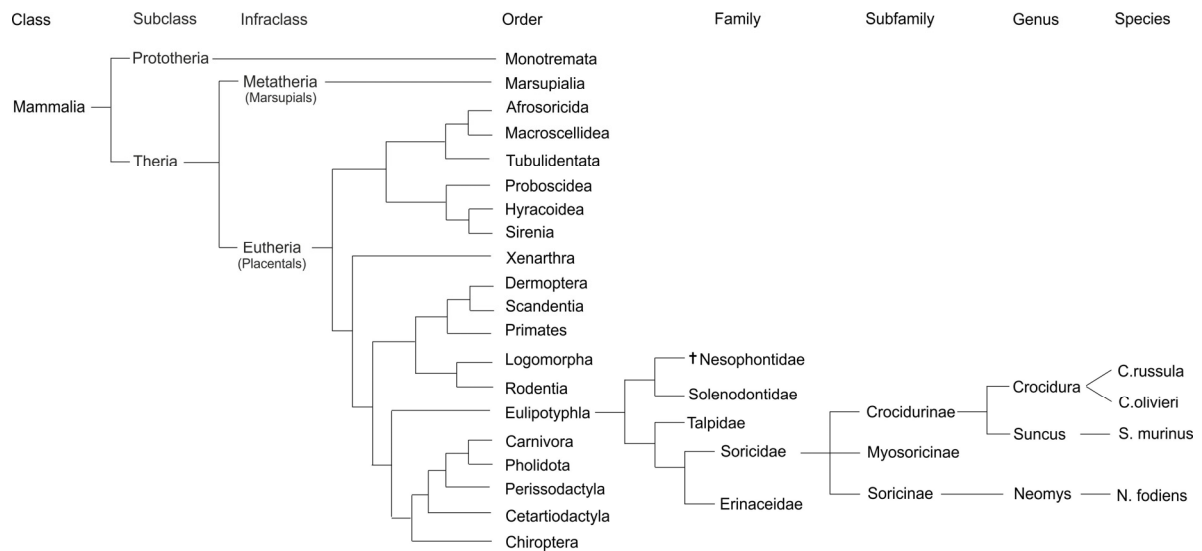 Class Subclass Infraclass Order Family Subfamily Genus Species
Prototheria Monotremata
Metatheria Marsupialia
(Marsupials)
Mammalia
Afrosoricida
Macroscellidea
Theria Tubulidentata
Proboscidea
Hyracoidea
Sirenia
Eutheria
(Placentals)
Xenarthra
Dermoptera
Scandentia
Primates
Logomorpha †Nesophontidae
C.russula
Rodentia Solenodontidae Crocidura
C.olivieri
Eulipotyphla Talpidae Crocidurinae
Suncus S. murinus
Carnivora Soricidae Myosoricinae
Pholidota
Perissodactyla Erinaceidae Soricinae Neomys N. fodiens
Cetartiodactyla
Chiroptera